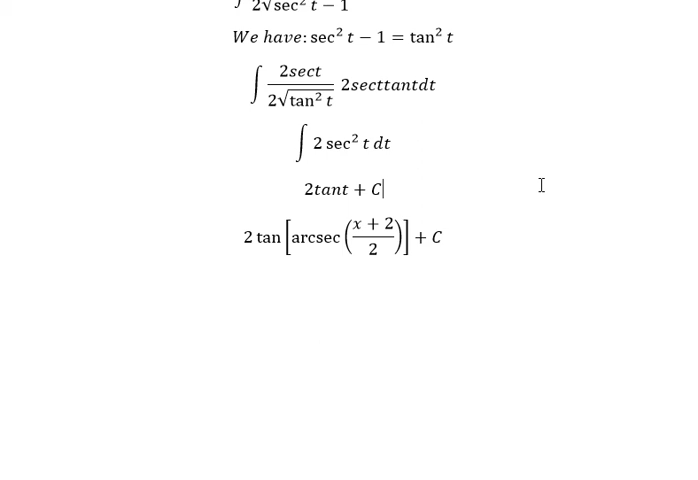 ∫ 2√sec² t − 1
We have: sec² t − 1 = tan² t
∫ 2sect / 2√tan² t 2secttantdt
∫ 2 sec² t dt
2tant + C
2 tan [arcsec ((x + 2)/2)] + C